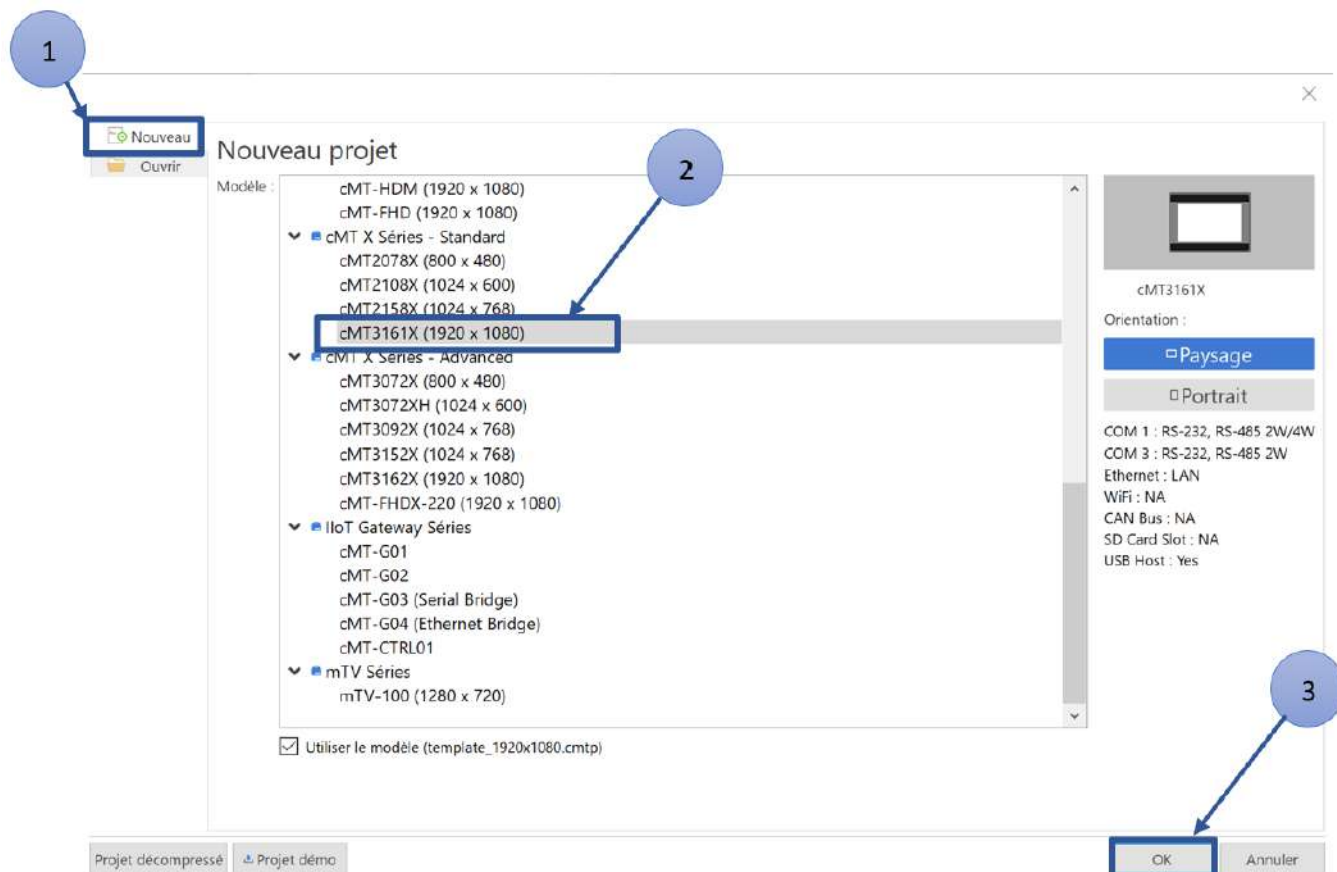 1
Nouveau
Ouvrir
Nouveau projet
2
Modèle :
cMT-HDM (1920 x 1080)
cMT-FHD (1920 x 1080)
cMT X Séries - Standard
cMT2078X (800 x 480)
cMT2108X (1024 x 600)
cMT2158X (1024 x 768)
cMT3161X (1920 x 1080)
cMT X Séries - Advanced
cMT3072X (800 x 480)
cMT3072XH (1024 x 600)
cMT3092X (1024 x 768)
cMT3152X (1024 x 768)
cMT3162X (1920 x 1080)
cMT-FHDX-220 (1920 x 1080)
IIoT Gateway Séries
cMT-G01
cMT-G02
cMT-G03 (Serial Bridge)
cMT-G04 (Ethernet Bridge)
cMT-CTRL01
mTV Séries
mTV-100 (1280 x 720)
Utiliser le modèle (template_1920x1080.cmtp)
cMT3161X
Orientation :
Paysage
Portrait
COM 1 : RS-232, RS-485 2W/4W
COM 3 : RS-232, RS-485 2W
Ethernet : LAN
WiFi : NA
CAN Bus : NA
SD Card Slot : NA
USB Host : Yes
3
Projet décompressé
Projet démo
OK
Annuler